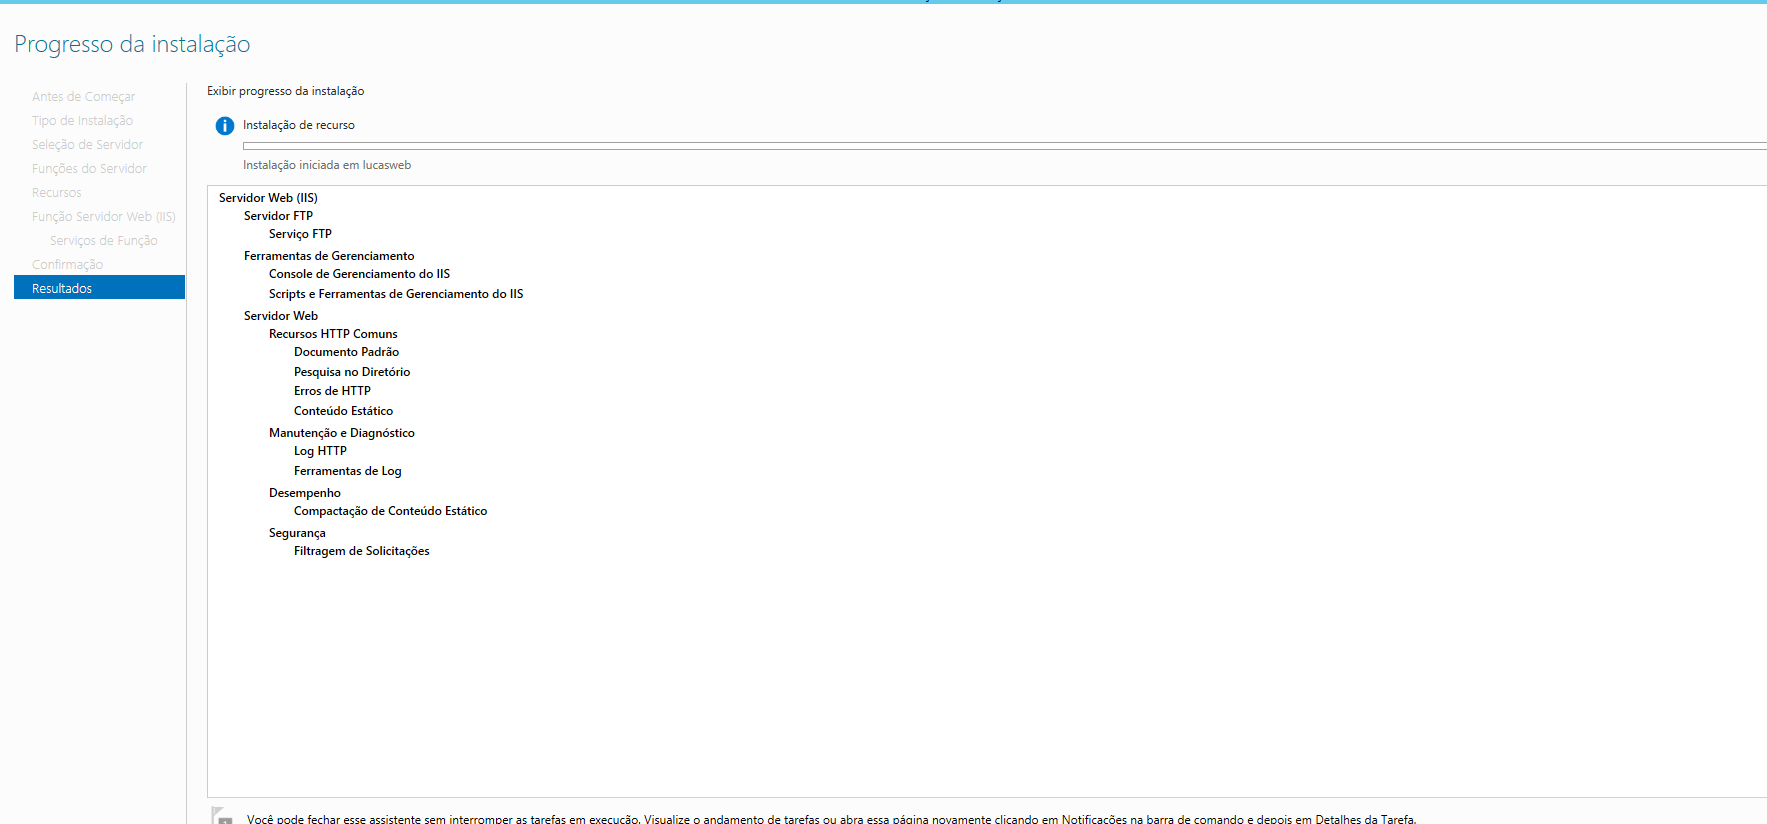 Progresso da instalação
Antes de Começar
Tipo de Instalação
Seleção de Servidor
Funções do Servidor
Recursos
Função Servidor Web (IIS)
Serviços de Função
Confirmação
Resultados
Exibir progresso da instalação
Instalação de recurso
Instalação iniciada em lucasweb
Servidor Web (IIS)
Servidor FTP
Serviço FTP
Ferramentas de Gerenciamento
Console de Gerenciamento do IIS
Scripts e Ferramentas de Gerenciamento do IIS
Servidor Web
Recursos HTTP Comuns
Documento Padrão
Pesquisa no Diretório
Erros de HTTP
Conteúdo Estático
Manutenção e Diagnóstico
Log HTTP
Ferramentas de Log
Desempenho
Compactação de Conteúdo Estático
Segurança
Filtragem de Solicitações
Você pode fechar esse assistente sem interromper as tarefas em execução. Visualize o andamento de tarefas ou abra essa página novamente clicando em Notificações na barra de comando e depois em Detalhes da Tarefa.